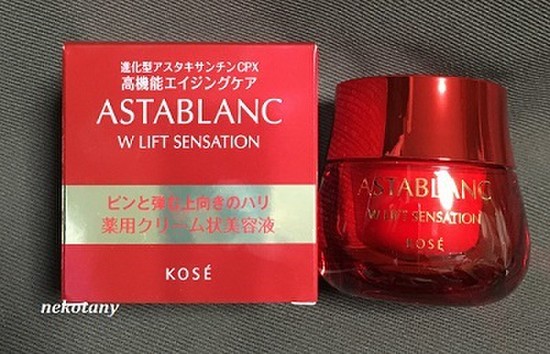 進化型アスタキサンチンCPX
高機能エイジングケア
ASTABLANC
W LIFT SENSATION
ピンと弾む上向きのハリ
薬用クリーム状美容液
KOSÉ
ASTABLANC
W LIFT SENSATION
KOSÉ
nekotany